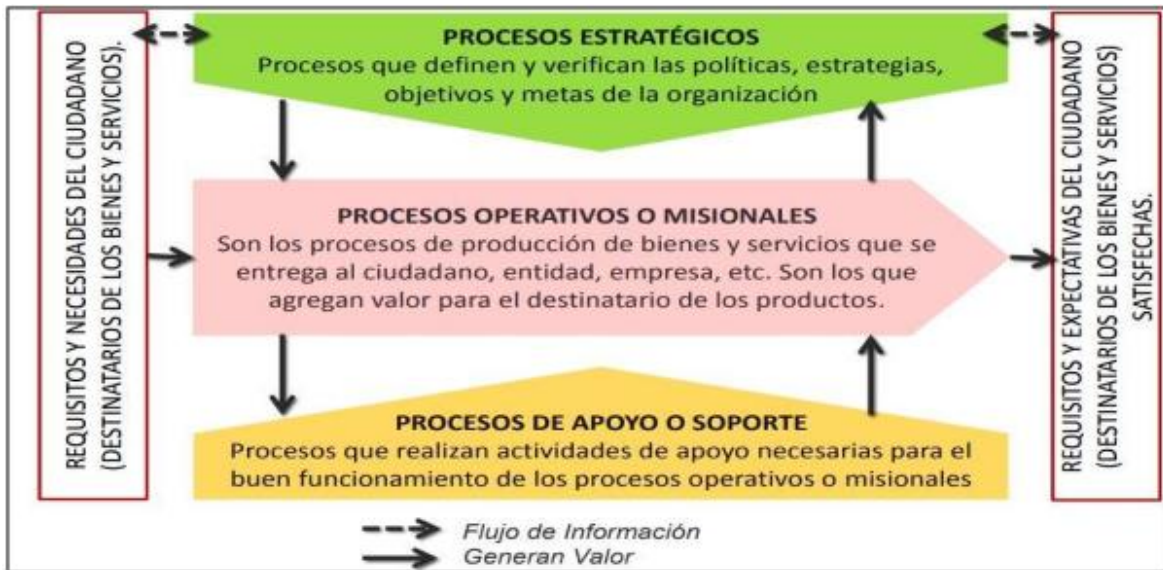 REQUISITOS Y NECESIDADES DEL CIUDADANO
(DESTINATARIOS DE LOS BIENES Y SERVICIOS).
PROCESOS ESTRATÉGICOS
Procesos que definen y verifican las políticas, estrategias,
objetivos y metas de la organización
PROCESOS OPERATIVOS O MISIONALES
Son los procesos de producción de bienes y servicios que se
entrega al ciudadano, entidad, empresa, etc. Son los que
agregan valor para el destinatario de los productos.
PROCESOS DE APOYO O SOPORTE
Procesos que realizan actividades de apoyo necesarias para el
buen funcionamiento de los procesos operativos o misionales
REQUISITOS Y EXPECTATIVAS DEL CIUDADANO
(DESTINATARIOS DE LOS BIENES Y SERVICIOS)
SATISFECHAS.
Flujo de Información
Generan Valor